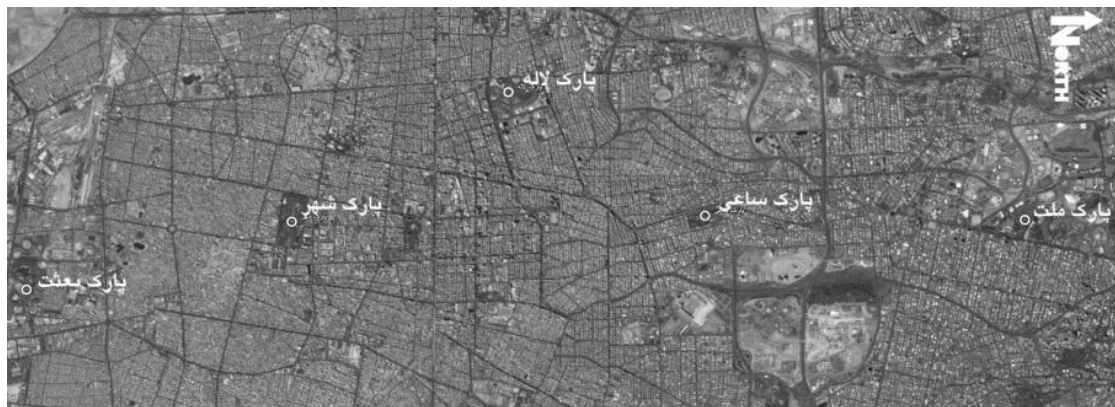 NORTH
پارک لاله
پارک شهر
پارک ساعی
پارک ملت
پارک بعثت